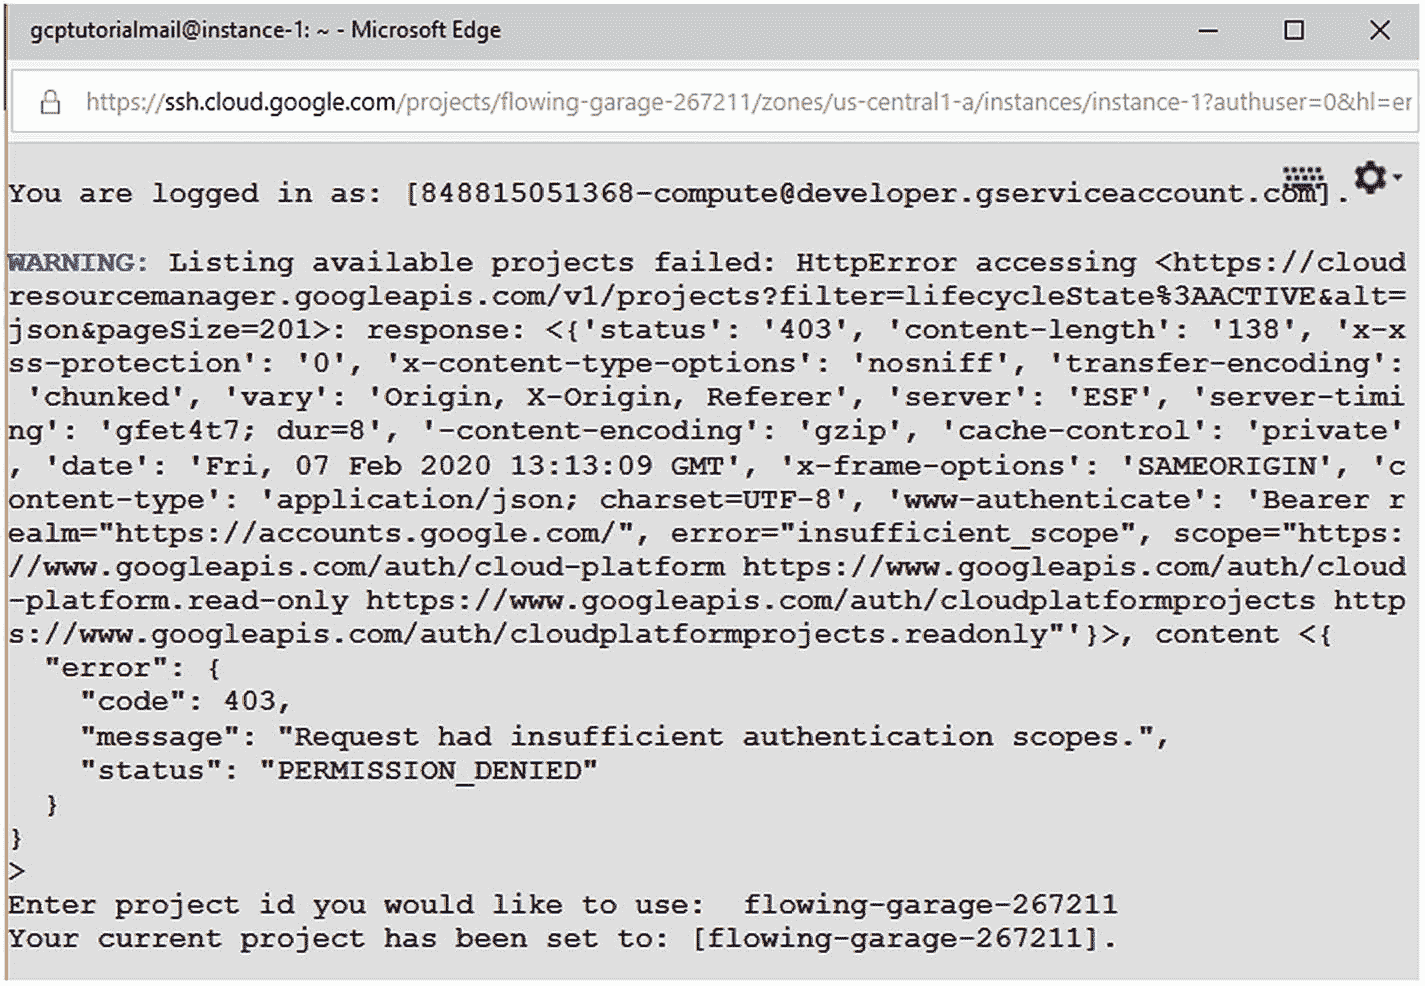 gcptutorialmail@instance-1: ~ - Microsoft Edge
https://ssh.cloud.google.com/projects/flowing-garage-267211/zones/us-central1-a/instances/instance-1?authuser=0&hl=er
You are logged in as: [848815051368-compute@developer.gserviceaccount.com].
WARNING: Listing available projects failed: HttpError accessing <https://cloud
resourcemanager.googleapis.com/v1/projects?filter=lifecycleState%3AACTIVE&alt=
json&pageSize=201>: response: <{'status': '403', 'content-length': '138', 'x-x
ss-protection': '0', 'x-content-type-options': 'nosniff', 'transfer-encoding':
 'chunked', 'vary': 'Origin, X-Origin, Referer', 'server': 'ESF', 'server-timi
ng': 'gfet4t7; dur=8', '-content-encoding': 'gzip', 'cache-control': 'private'
, 'date': 'Fri, 07 Feb 2020 13:13:09 GMT', 'x-frame-options': 'SAMEORIGIN', 'c
ontent-type': 'application/json; charset=UTF-8', 'www-authenticate': 'Bearer r
ealm="https://accounts.google.com/", error="insufficient_scope", scope="https:
//www.googleapis.com/auth/cloud-platform https://www.googleapis.com/auth/cloud
-platform.read-only https://www.googleapis.com/auth/cloudplatformprojects http
s://www.googleapis.com/auth/cloudplatformprojects.readonly"'}>, content <{
  "error": {
    "code": 403,
    "message": "Request had insufficient authentication scopes.",
    "status": "PERMISSION_DENIED"
  }
}
>
Enter project id you would like to use:  flowing-garage-267211
Your current project has been set to: [flowing-garage-267211].